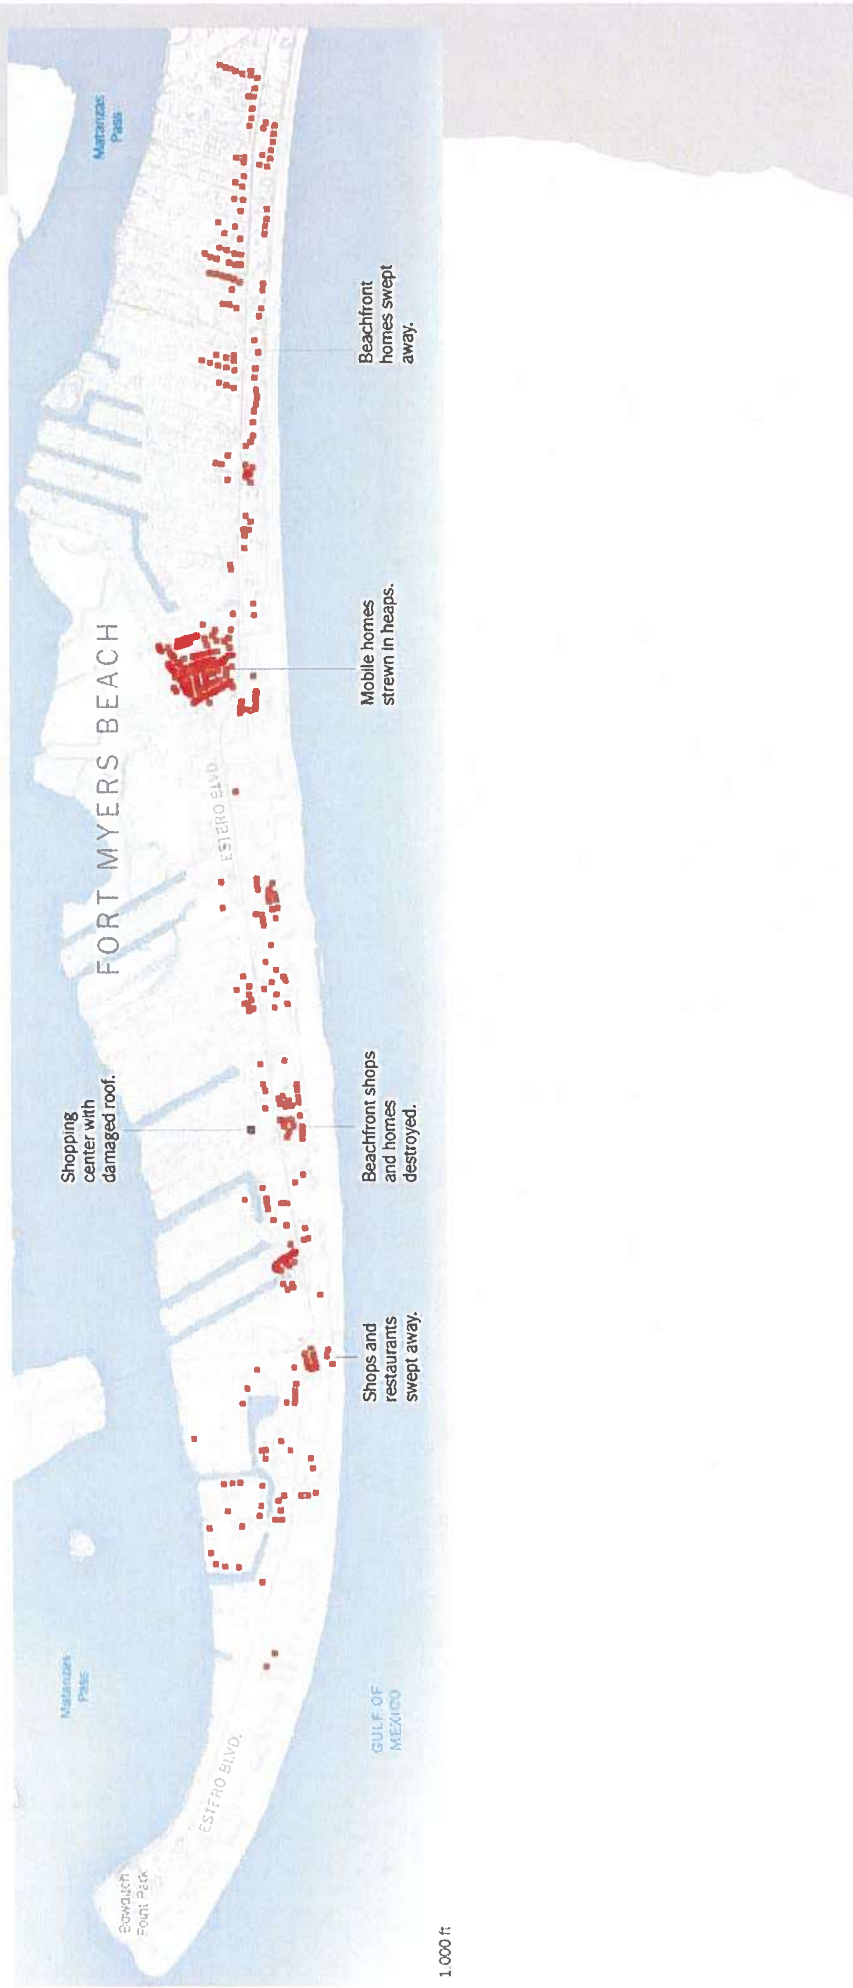 Bowditch
Point Park
ESTERO BLVD.
Matanzas
Pass
GULF OF
MEXICO
Shops and
restaurants
swept away.
Shopping
center with
damaged roof.
Beachfront shops
and homes
destroyed.
FORT MYERS BEACH
ESTERO BLVD.
Mobile homes
strewn in heaps.
Beachfront
homes swept
away.
Matanzas
Pass
1,000 ft